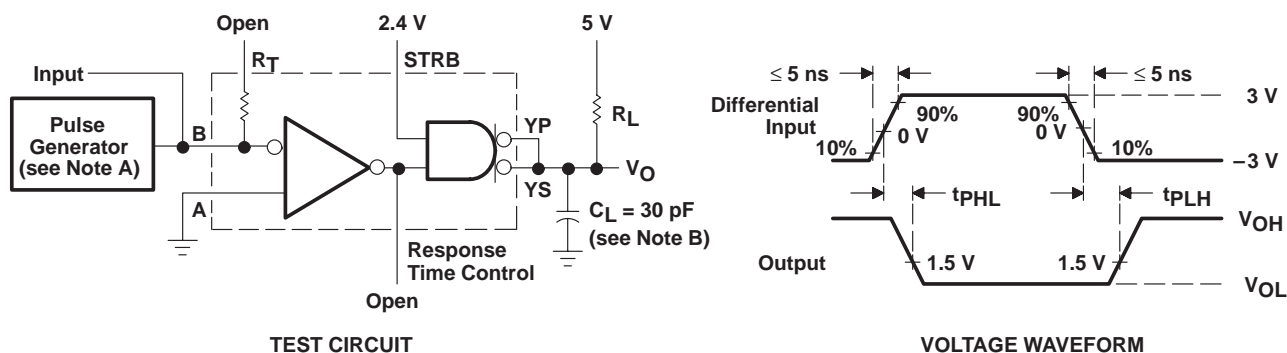 Open
2.4 V
5 V
Input
RT
STRB
RL
Pulse
Generator
(see Note A)
B
A
YP
YS
VO
CL = 30 pF
(see Note B)
Response
Time Control
Open
TEST CIRCUIT
≤ 5 ns
≤ 5 ns
Differential
Input
3 V
90%
90%
0 V
0 V
10%
10%
–3 V
tPHL
tPLH
VOH
Output
1.5 V
1.5 V
VOL
VOLTAGE WAVEFORM